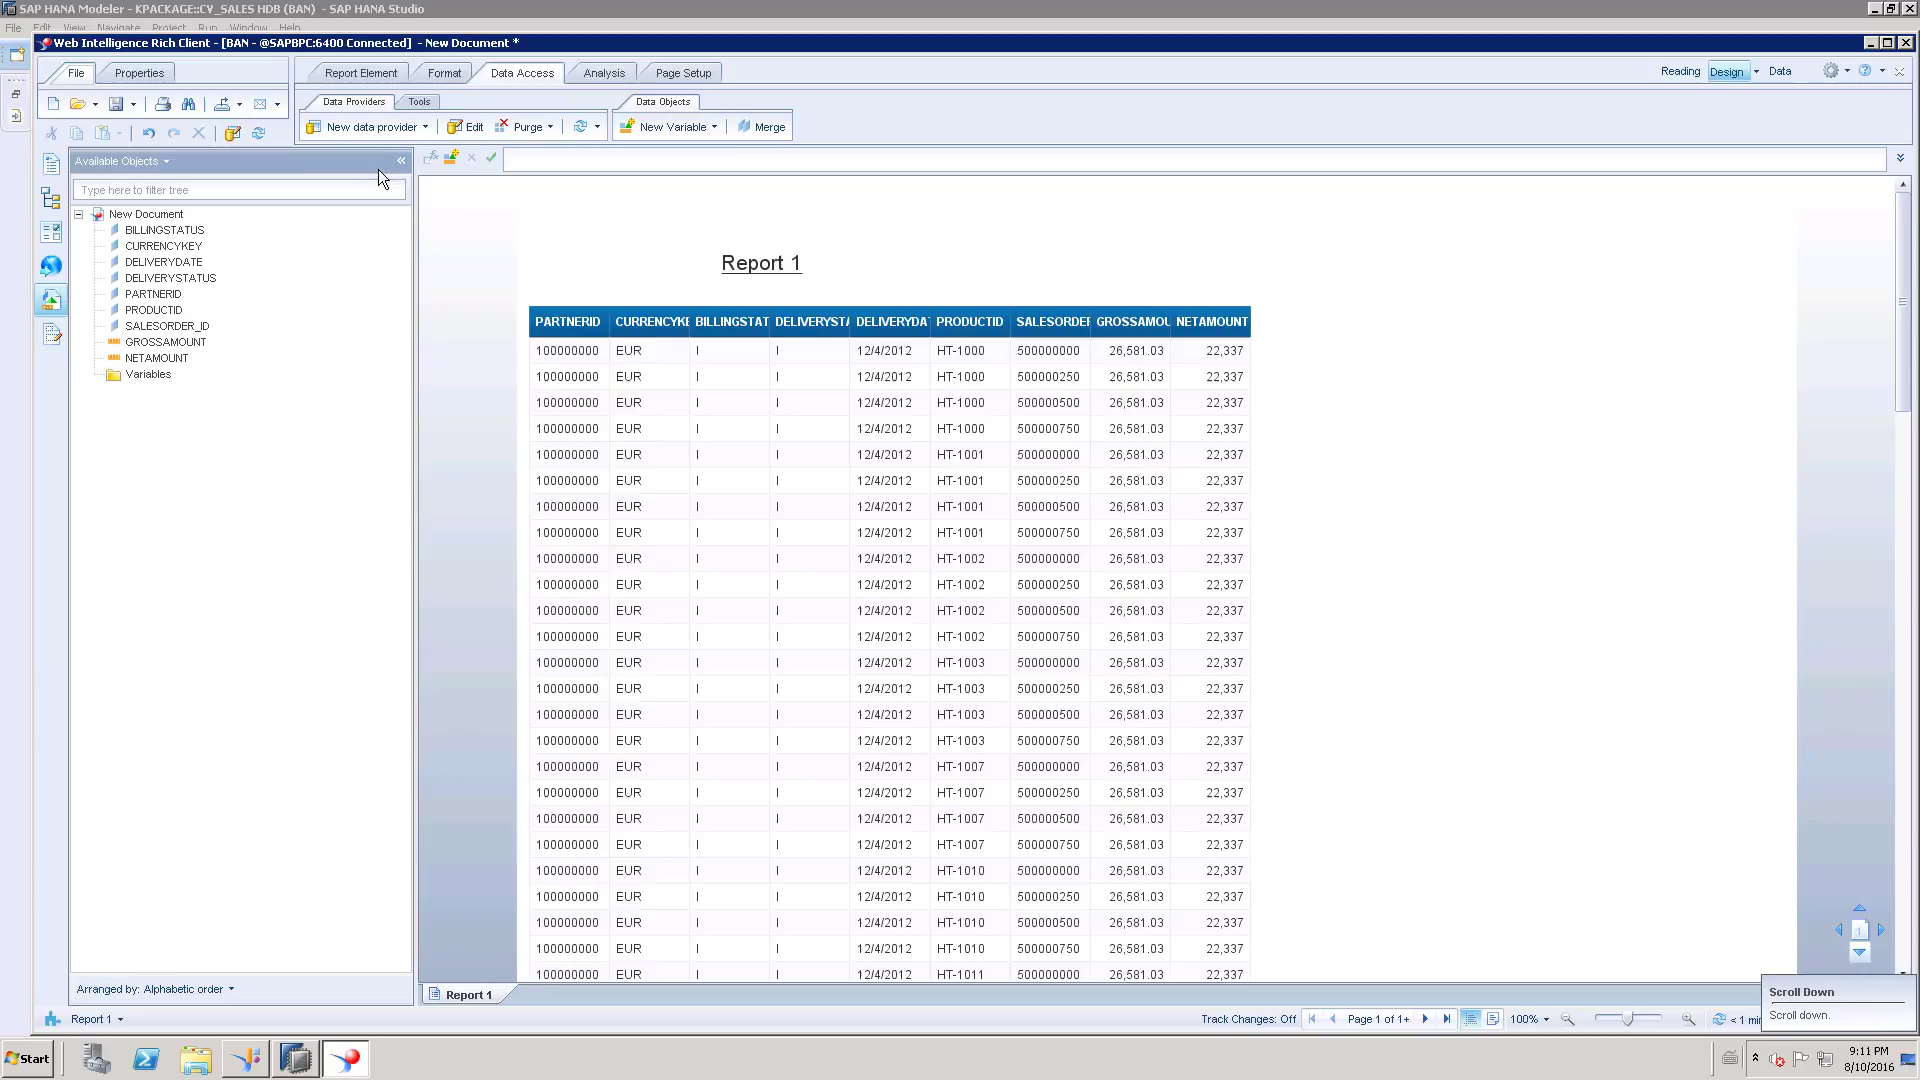 SAP HANA Modeler - KPACKAGE::CY_SALES HDB (BAN) - SAP HANA Studio
File Edit View Navigate Project Run Window Help
Web Intelligence Rich Client - [BAN - @SAPBPC:6400 Connected] - New Document *
File Properties Report Element Format Data Access Analysis Page Setup Reading Design Data
Data Providers Tools Data Objects
New data provider Edit Purge New Variable Merge
Available Objects
Type here to filter tree
New Document
BILLINGSTATUS
CURRENCYKEY
DELIVERYDATE
DELIVERYSTATUS
PARTNERID
PRODUCTID
SALESORDER_ID
GROSSAMOUNT
NETAMOUNT
Variables
Arranged by: Alphabetic order
Report 1
PARTNERID CURRENCYKE BILLINGSTAT DELIVERYSTA DELIVERYDAT PRODUCTID SALESORDER GROSSAMOU NETAMOUNT
100000000 EUR I I 12/4/2012 HT-1000 500000000 26,581.03 22,337
100000000 EUR I I 12/4/2012 HT-1000 500000250 26,581.03 22,337
100000000 EUR I I 12/4/2012 HT-1000 500000500 26,581.03 22,337
100000000 EUR I I 12/4/2012 HT-1000 500000750 26,581.03 22,337
100000000 EUR I I 12/4/2012 HT-1001 500000000 26,581.03 22,337
100000000 EUR I I 12/4/2012 HT-1001 500000250 26,581.03 22,337
100000000 EUR I I 12/4/2012 HT-1001 500000500 26,581.03 22,337
100000000 EUR I I 12/4/2012 HT-1001 500000750 26,581.03 22,337
100000000 EUR I I 12/4/2012 HT-1002 500000000 26,581.03 22,337
100000000 EUR I I 12/4/2012 HT-1002 500000250 26,581.03 22,337
100000000 EUR I I 12/4/2012 HT-1002 500000500 26,581.03 22,337
100000000 EUR I I 12/4/2012 HT-1002 500000750 26,581.03 22,337
100000000 EUR I I 12/4/2012 HT-1003 500000000 26,581.03 22,337
100000000 EUR I I 12/4/2012 HT-1003 500000250 26,581.03 22,337
100000000 EUR I I 12/4/2012 HT-1003 500000500 26,581.03 22,337
100000000 EUR I I 12/4/2012 HT-1003 500000750 26,581.03 22,337
100000000 EUR I I 12/4/2012 HT-1007 500000000 26,581.03 22,337
100000000 EUR I I 12/4/2012 HT-1007 500000250 26,581.03 22,337
100000000 EUR I I 12/4/2012 HT-1007 500000500 26,581.03 22,337
100000000 EUR I I 12/4/2012 HT-1007 500000750 26,581.03 22,337
100000000 EUR I I 12/4/2012 HT-1010 500000000 26,581.03 22,337
100000000 EUR I I 12/4/2012 HT-1010 500000250 26,581.03 22,337
100000000 EUR I I 12/4/2012 HT-1010 500000500 26,581.03 22,337
100000000 EUR I I 12/4/2012 HT-1010 500000750 26,581.03 22,337
100000000 EUR I I 12/4/2012 HT-1011 500000000 26,581.03 22,337
1
Report 1
Scroll Down
Scroll down.
Report 1 Track Changes: Off Page 1 of 1+ 100% < 1 min
Start
9:11 PM
8/10/2016